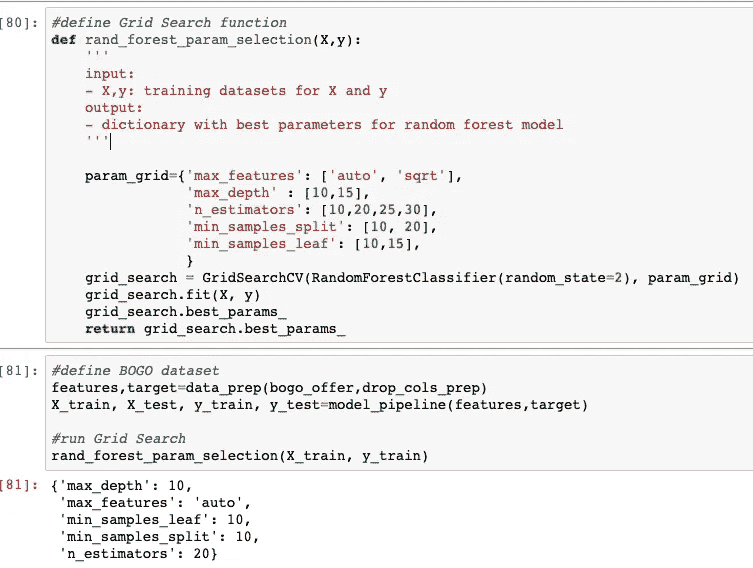 [80]: #define Grid Search function
def rand_forest_param_selection(X,y):
    '''
    input:
    - X,y: training datasets for X and y
    output:
    - dictionary with best parameters for random forest model
    '''
    param_grid={'max_features': ['auto', 'sqrt'],
                'max_depth' : [10,15],
                'n_estimators': [10,20,25,30],
                'min_samples_split': [10, 20],
                'min_samples_leaf': [10,15],
                }
    grid_search = GridSearchCV(RandomForestClassifier(random_state=2), param_grid)
    grid_search.fit(X, y)
    grid_search.best_params_
    return grid_search.best_params_
[81]: #define BOGO dataset
features,target=data_prep(bogo_offer,drop_cols_prep)
X_train, X_test, y_train, y_test=model_pipeline(features,target)
#run Grid Search
rand_forest_param_selection(X_train, y_train)
[81]: {'max_depth': 10,
 'max_features': 'auto',
 'min_samples_leaf': 10,
 'min_samples_split': 10,
 'n_estimators': 20}